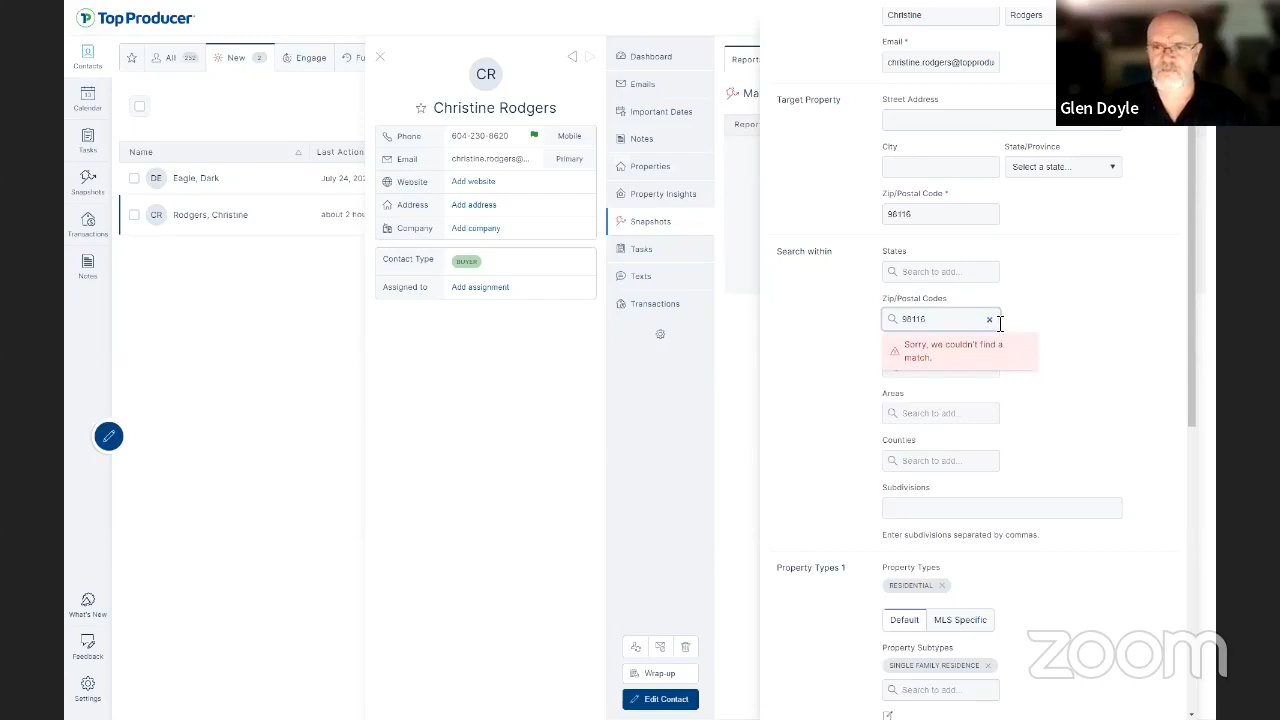 Top Producer
Contacts
Calendar
Tasks
Snapshots
Transactions
Notes
What's New
Feedback
Settings
All 252
New 2
Engage
Name
Last Action
DE Eagle, Dark July 24, 202
CR Rodgers, Christine about 2 hou
CR
Christine Rodgers
Phone 604-230-8620 Mobile
Email christine.rodgers@... Primary
Website Add website
Address Add address
Company Add company
Contact Type BUYER
Assigned to Add assignment
Dashboard
Emails
Important Dates
Notes
Properties
Property Insights
Snapshots
Tasks
Texts
Transactions
Wrap-up
Edit Contact
Report
Ma
Repor
Christine Rodgers
Email *
christine.rodgers@topprodu
Target Property
Street Address
City State/Province
Select a state...
Zip/Postal Code *
98116
Search within
States
Search to add...
Zip/Postal Codes
98116
Sorry, we couldn't find a
match.
Areas
Search to add...
Counties
Search to add...
Subdivisions
Enter subdivisions separated by commas.
Property Types 1
Property Types
RESIDENTIAL
Default MLS Specific
Property Subtypes
SINGLE FAMILY RESIDENCE
Search to add...
Glen Doyle
zoom